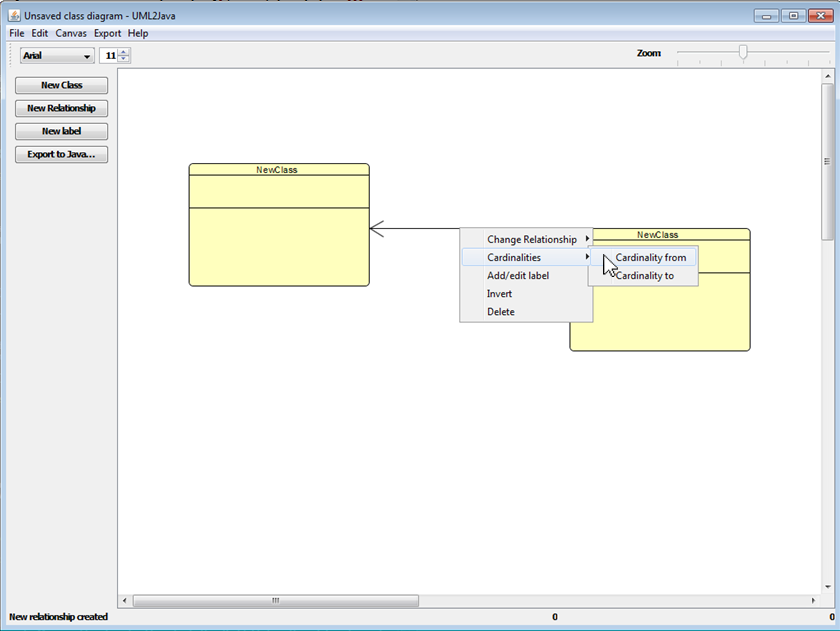 Unsaved class diagram - UML2Java
File Edit Canvas Export Help
Arial 11 Zoom
New Class
New Relationship
New label
Export to Java...
NewClass
NewClass
Change Relationship
Cardinalities
Add/edit label
Invert
Delete
Cardinality from
Cardinality to
New relationship created 0 0